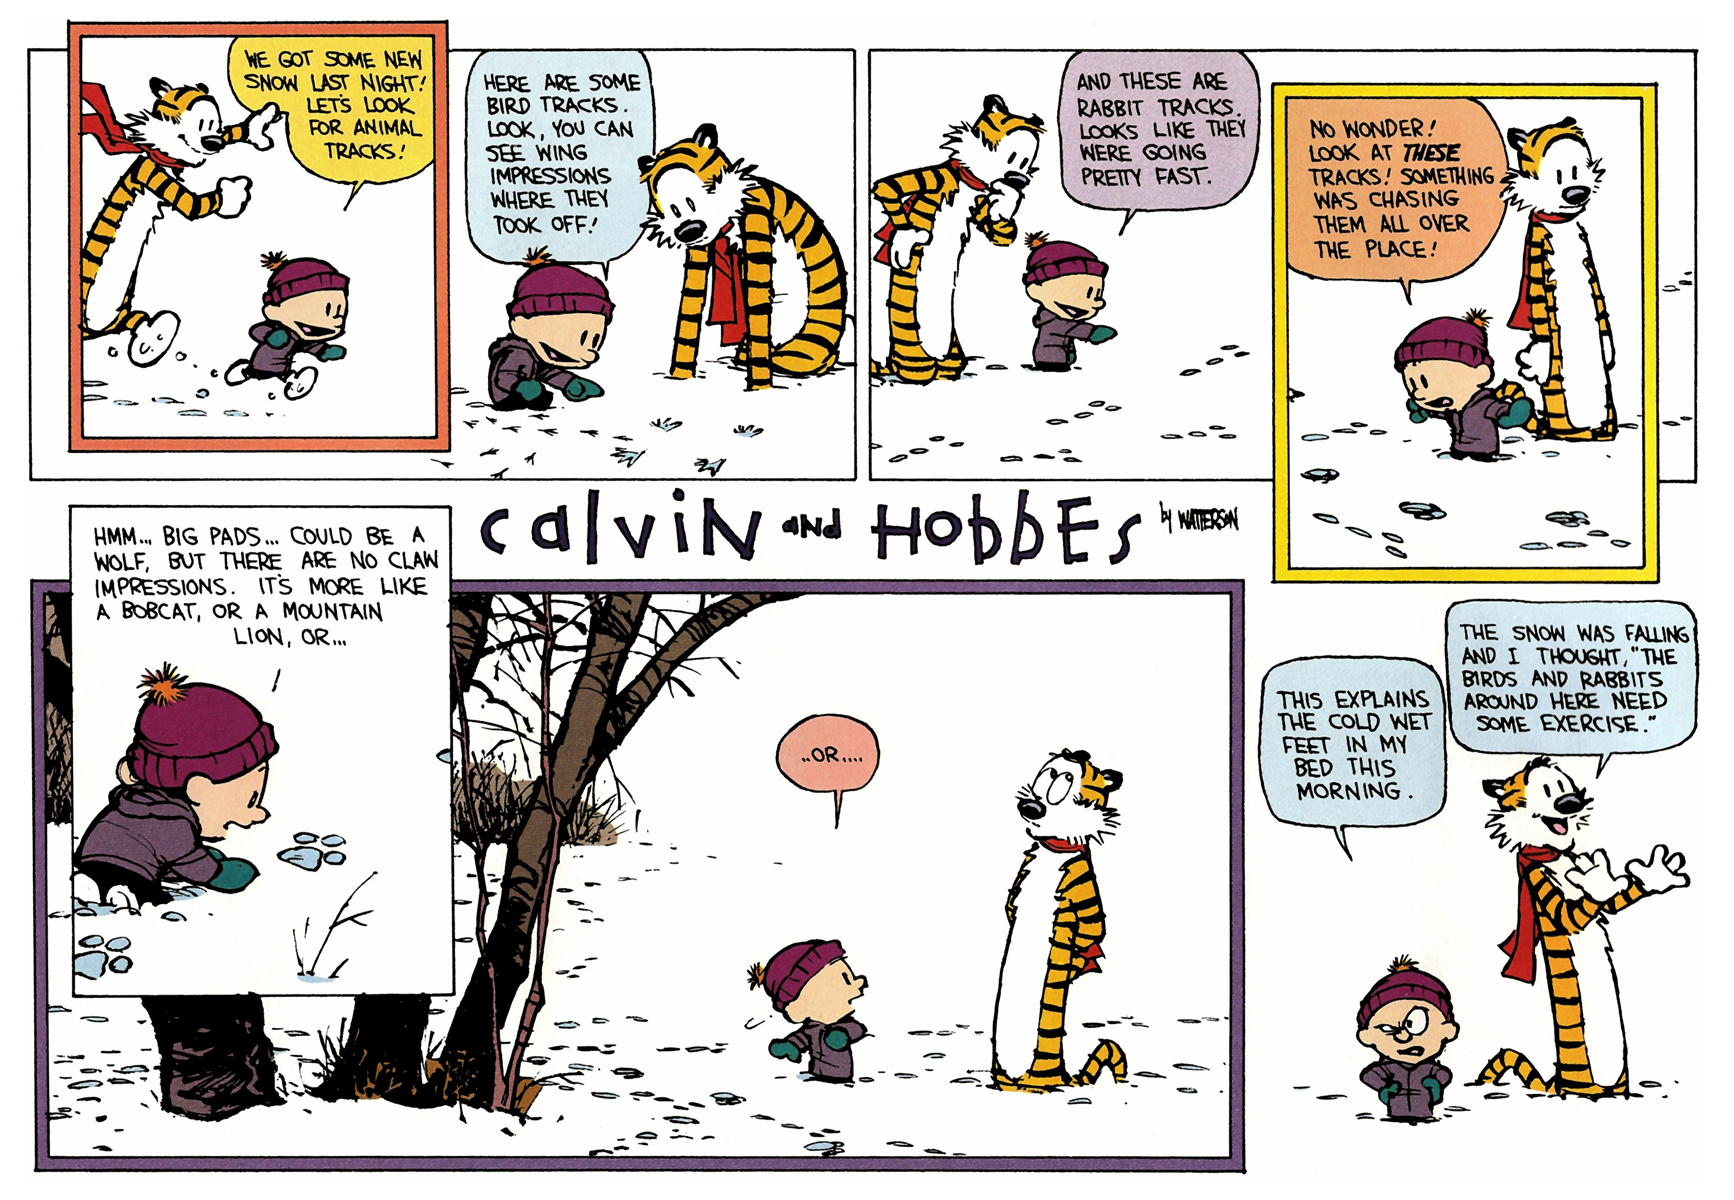 WE GOT SOME NEW
SNOW LAST NIGHT!
LET'S LOOK
FOR ANIMAL
TRACKS!
HERE ARE SOME
BIRD TRACKS.
LOOK, YOU CAN
SEE WING
IMPRESSIONS
WHERE THEY
TOOK OFF!
AND THESE ARE
RABBIT TRACKS.
LOOKS LIKE THEY
WERE GOING
PRETTY FAST.
NO WONDER!
LOOK AT THESE
TRACKS! SOMETHING
WAS CHASING
THEM ALL OVER
THE PLACE!
CALVIN AND HOBBES
by WATTERSON
HMM... BIG PADS... COULD BE A
WOLF, BUT THERE ARE NO CLAW
IMPRESSIONS. IT'S MORE LIKE
A BOBCAT, OR A MOUNTAIN
LION, OR...
..OR....
THIS EXPLAINS
THE COLD WET
FEET IN MY
BED THIS
MORNING.
THE SNOW WAS FALLING
AND I THOUGHT, "THE
BIRDS AND RABBITS
AROUND HERE NEED
SOME EXERCISE."